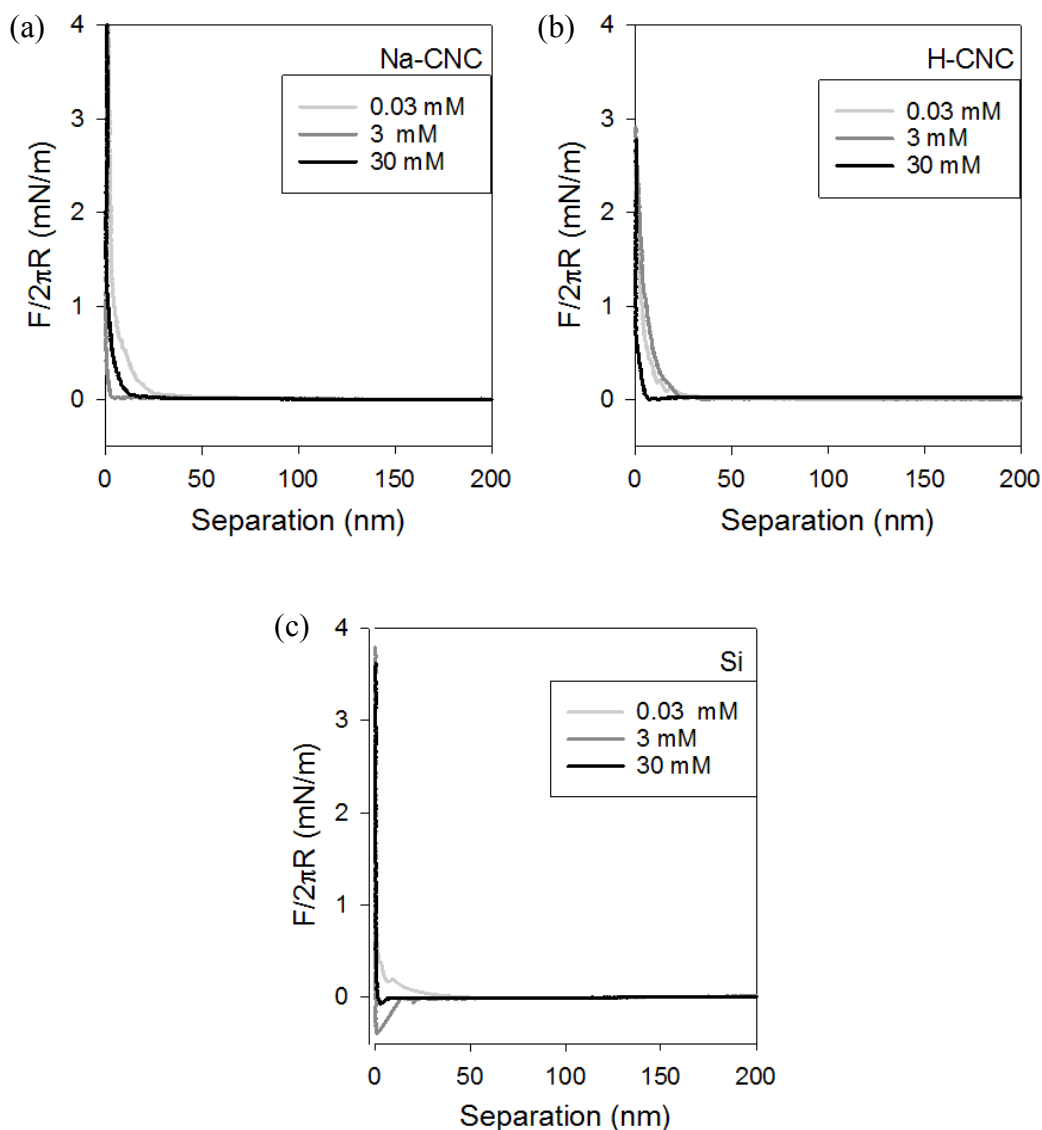 (a)
4
3
2
1
0
F/2πR (mN/m)
Na-CNC
0.03 mM
3  mM
30 mM
0 50 100 150 200
Separation (nm)
(b)
4
3
2
1
0
F/2πR (mN/m)
H-CNC
0.03 mM
3 mM
30 mM
0 50 100 150 200
Separation (nm)
(c)
4
3
2
1
0
F/2πR (mN/m)
Si
0.03  mM
3 mM
30 mM
0 50 100 150 200
Separation (nm)